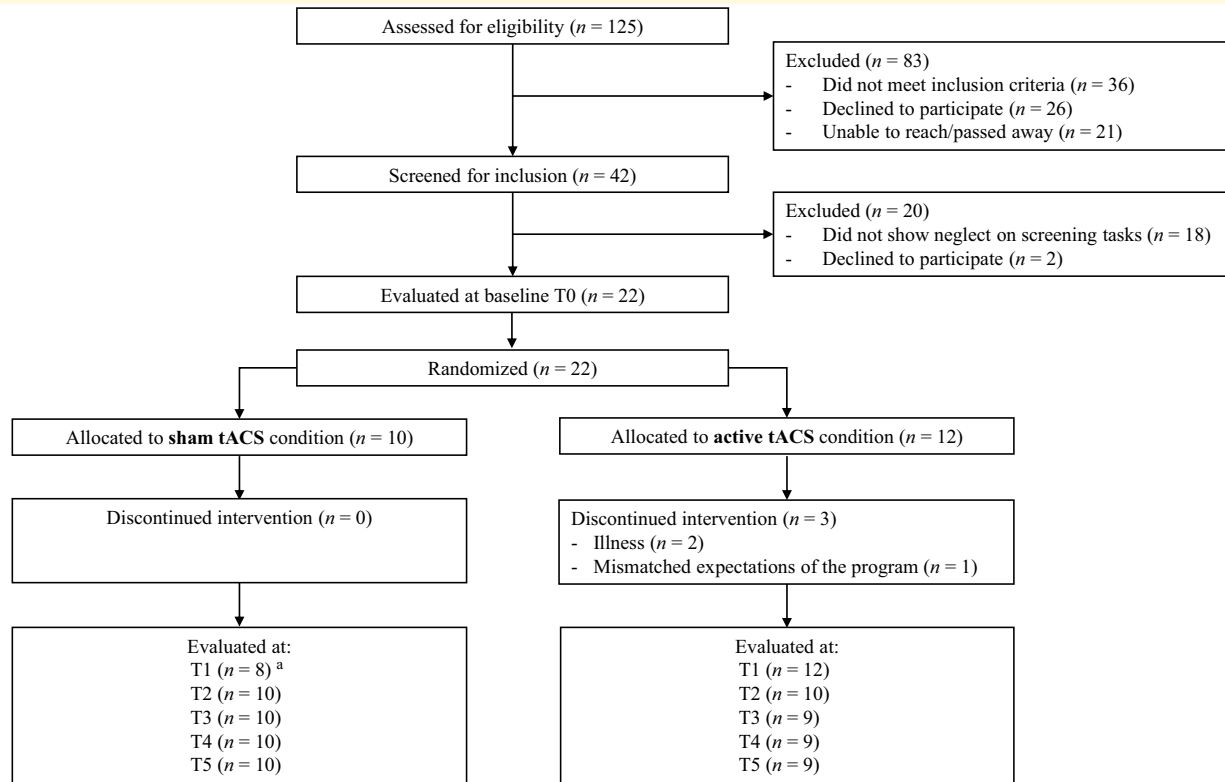 Assessed for eligibility (n = 125)
Excluded (n = 83)
- Did not meet inclusion criteria (n = 36)
- Declined to participate (n = 26)
- Unable to reach/passed away (n = 21)
Screened for inclusion (n = 42)
Excluded (n = 20)
- Did not show neglect on screening tasks (n = 18)
- Declined to participate (n = 2)
Evaluated at baseline T0 (n = 22)
Randomized (n = 22)
Allocated to sham tACS condition (n = 10)
Allocated to active tACS condition (n = 12)
Discontinued intervention (n = 0)
Discontinued intervention (n = 3)
- Illness (n = 2)
- Mismatched expectations of the program (n = 1)
Evaluated at:
T1 (n = 8) a
T2 (n = 10)
T3 (n = 10)
T4 (n = 10)
T5 (n = 10)
Evaluated at:
T1 (n = 12)
T2 (n = 10)
T3 (n = 9)
T4 (n = 9)
T5 (n = 9)